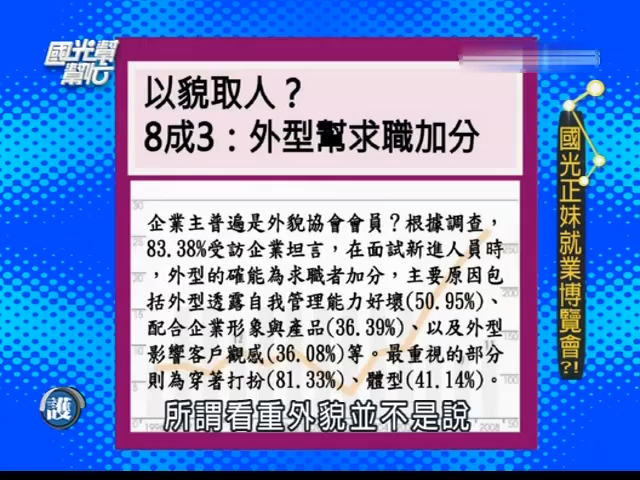 國光幫
幫忙
以貌取人？
8成3：外型幫求職加分
國光正妹就業博覽會?!
企業主普遍是外貌協會會員？根據調查，
83.38%受訪企業坦言，在面試新進人員時
，外型的確能為求職者加分，主要原因包
括外型透露自我管理能力好壞(50.95%)、
配合企業形象與產品(36.39%)、以及外型
影響客戶觀感(36.08%)等。最重視的部分
則為穿著打扮(81.33%)、體型(41.14%)。
護
所謂看重外貌並不是說